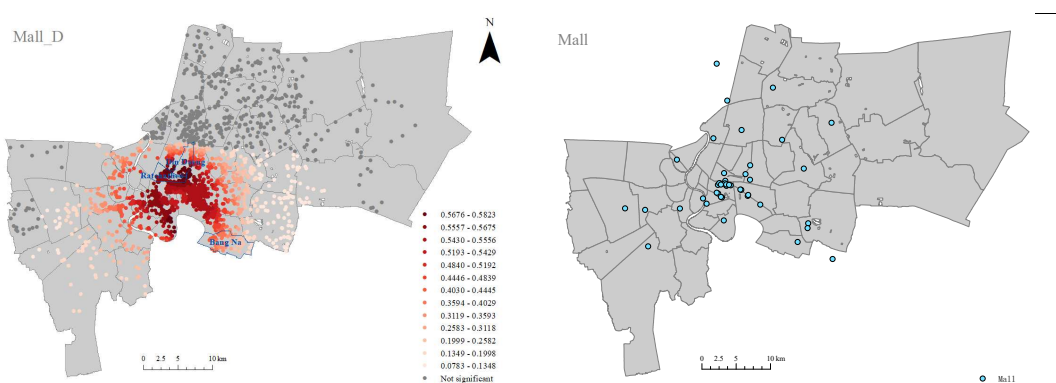 Mall_D
N
Bang Na
0.5676 - 0.5823
0.5557 - 0.5675
0.5430 - 0.5556
0.5193 - 0.5429
0.4840 - 0.5192
0.4446 - 0.4839
0.4030 - 0.4445
0.3594 - 0.4029
0.3119 - 0.3593
0.2583 - 0.3118
0.1999 - 0.2582
0.1349 - 0.1998
0.0783 - 0.1348
Not significant
0 2.5 5 10 km
Mall
0 2.5 5 10 km
Mall